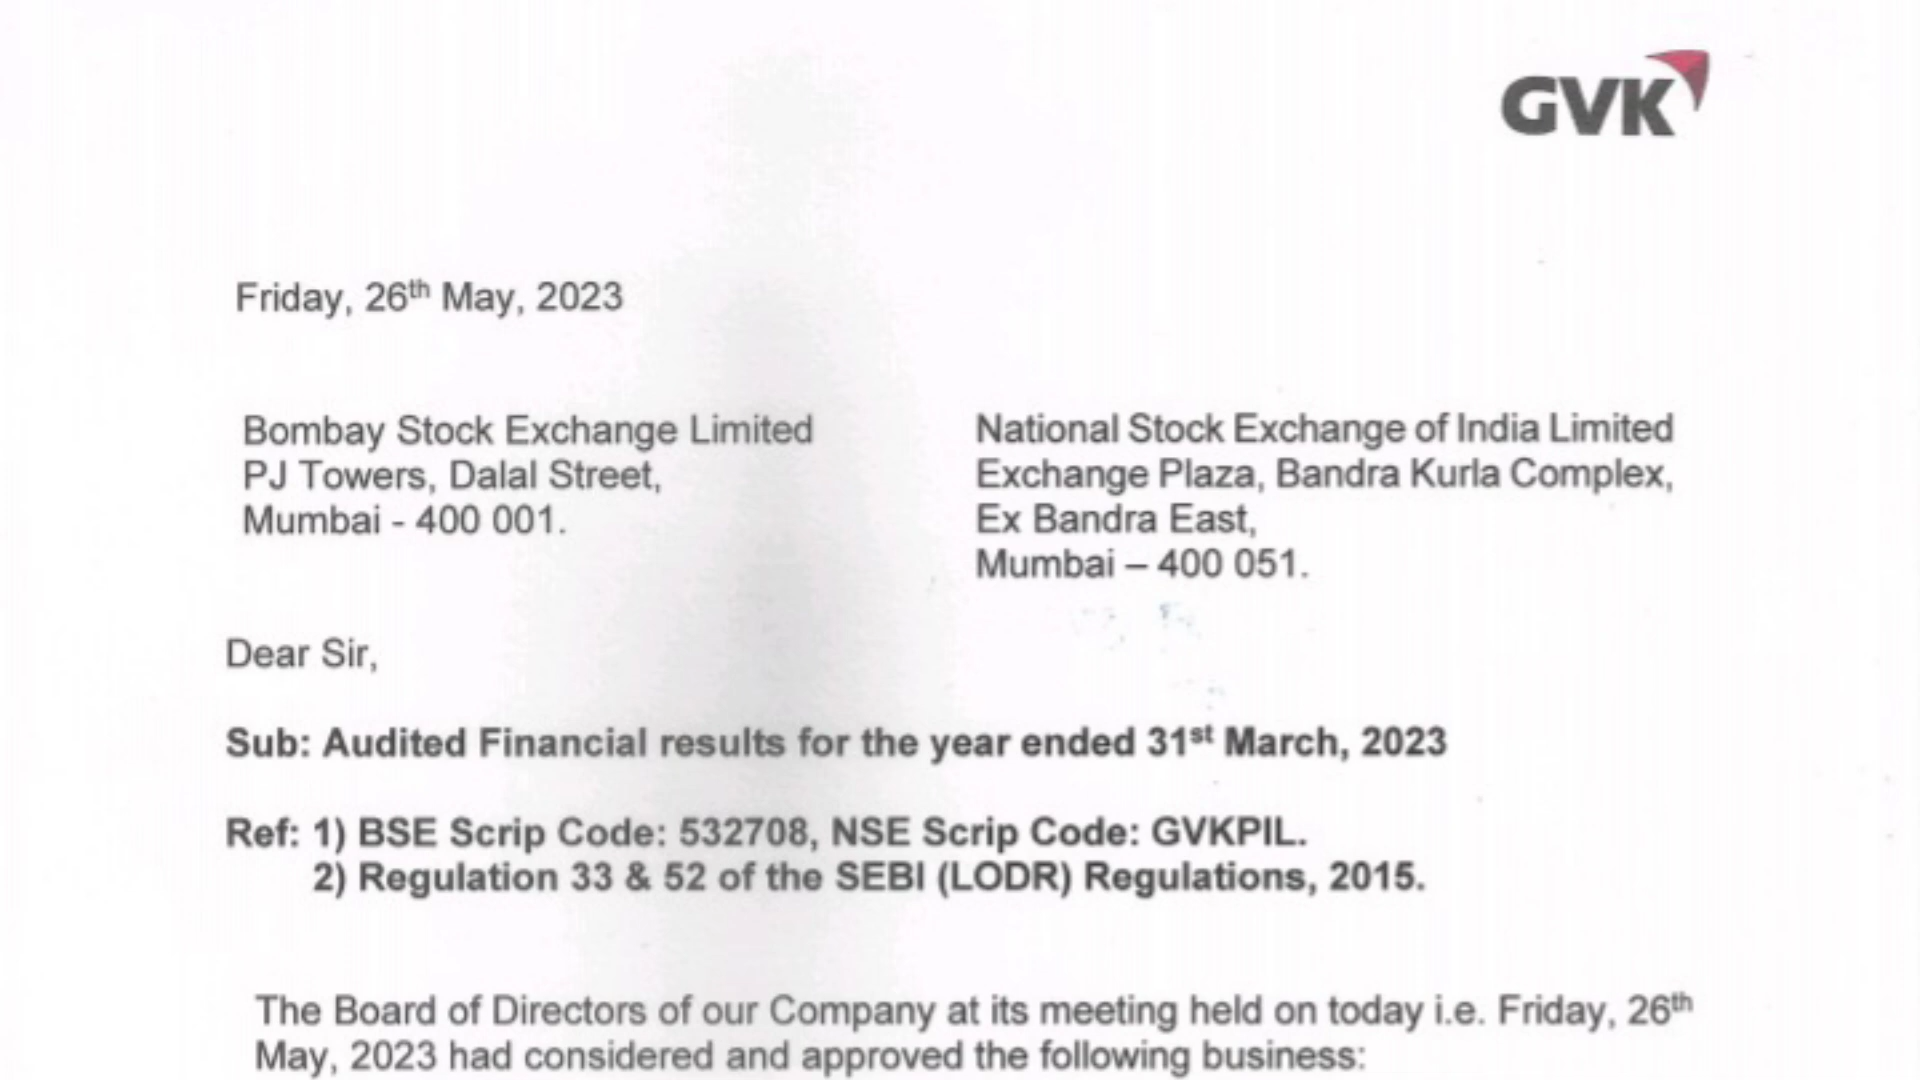 GVK
Friday, 26th May, 2023
Bombay Stock Exchange Limited
PJ Towers, Dalal Street,
Mumbai - 400 001.
National Stock Exchange of India Limited
Exchange Plaza, Bandra Kurla Complex,
Ex Bandra East,
Mumbai – 400 051.
Dear Sir,
Sub: Audited Financial results for the year ended 31st March, 2023
Ref: 1) BSE Scrip Code: 532708, NSE Scrip Code: GVKPIL.
2) Regulation 33 & 52 of the SEBI (LODR) Regulations, 2015.
The Board of Directors of our Company at its meeting held on today i.e. Friday, 26th
May, 2023 had considered and approved the following business: